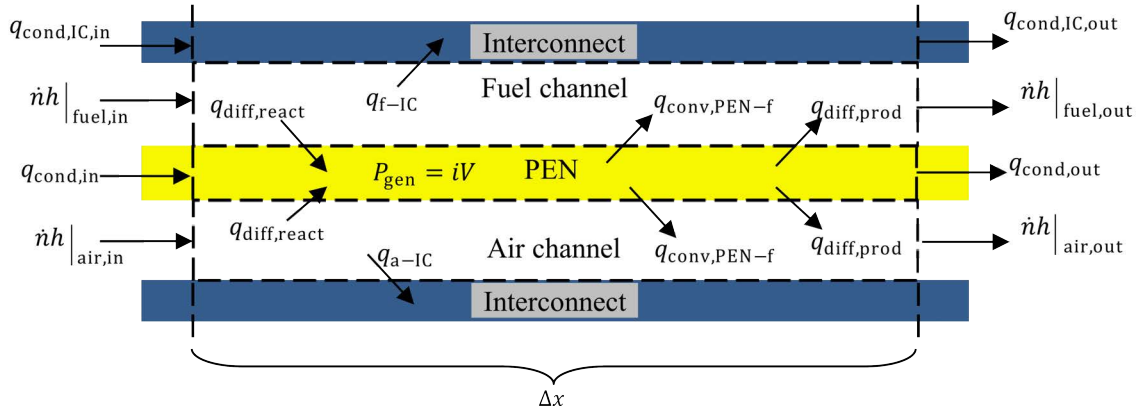 q_cond,IC,in
Interconnect
q_cond,IC,out
ṅh|_fuel,in
q_diff,react
q_f−IC
Fuel channel
q_conv,PEN−f
q_diff,prod
ṅh|_fuel,out
q_cond,in
P_gen = iV
PEN
q_cond,out
ṅh|_air,in
q_diff,react
q_a−IC
Air channel
q_conv,PEN−f
q_diff,prod
ṅh|_air,out
Interconnect
Δx